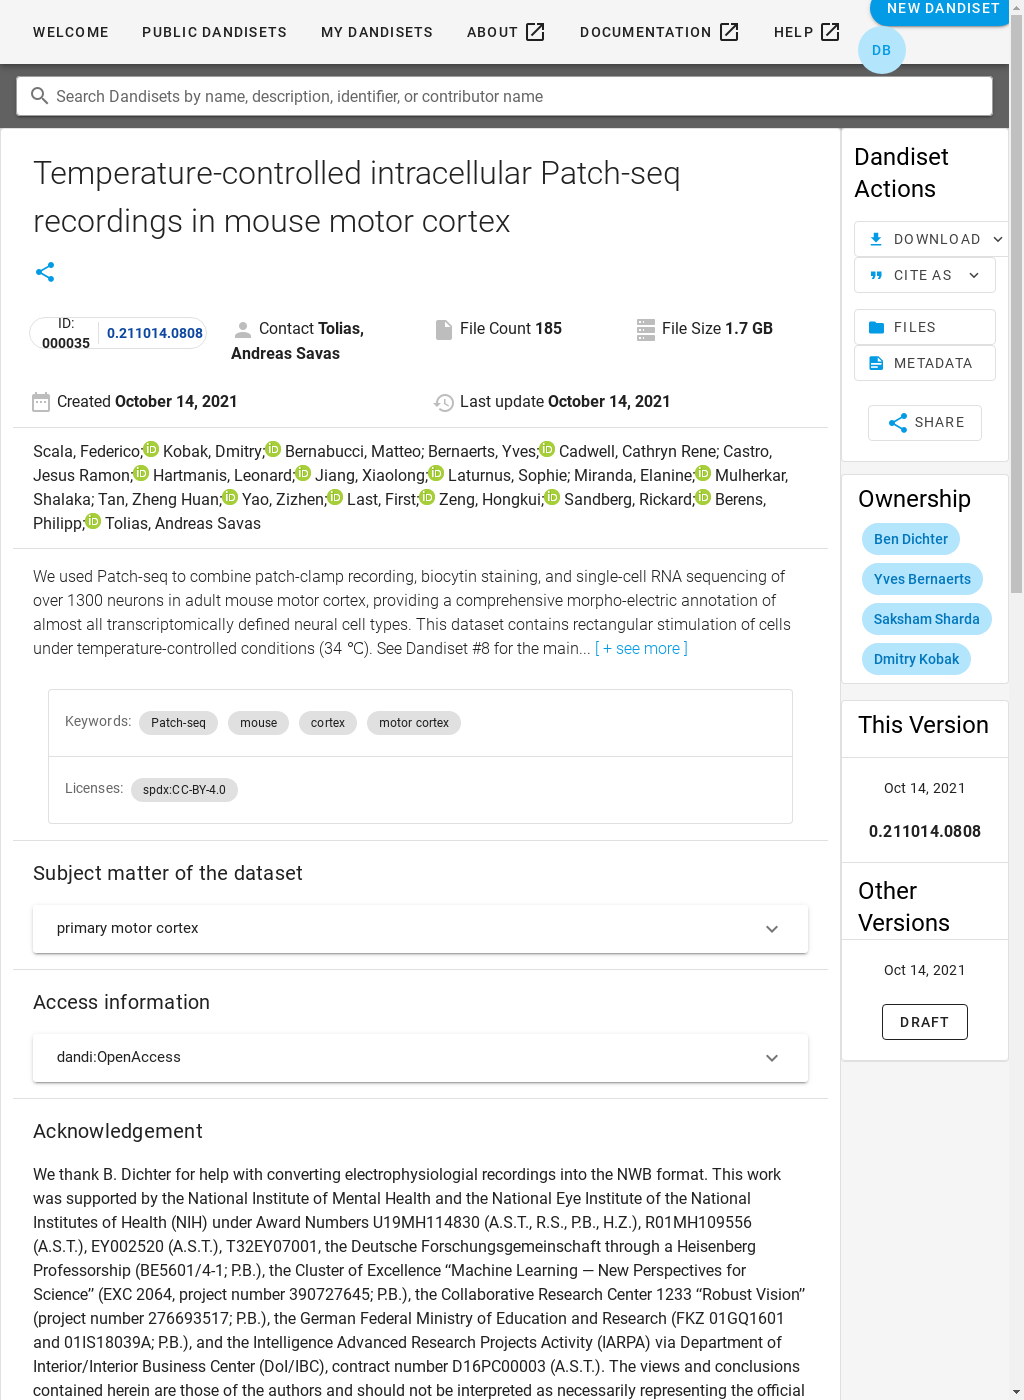 WELCOME PUBLIC DANDISETS MY DANDISETS ABOUT DOCUMENTATION HELP NEW DANDISET
DB
Search Dandisets by name, description, identifier, or contributor name
Temperature-controlled intracellular Patch-seq
recordings in mouse motor cortex
ID:
000035 0.211014.0808
Contact Tolias,
Andreas Savas
File Count 185
File Size 1.7 GB
Created October 14, 2021
Last update October 14, 2021
Scala, Federico; Kobak, Dmitry; Bernabucci, Matteo; Bernaerts, Yves; Cadwell, Cathryn Rene; Castro,
Jesus Ramon; Hartmanis, Leonard; Jiang, Xiaolong; Laturnus, Sophie; Miranda, Elanine; Mulherkar,
Shalaka; Tan, Zheng Huan; Yao, Zizhen; Last, First; Zeng, Hongkui; Sandberg, Rickard; Berens,
Philipp; Tolias, Andreas Savas
We used Patch-seq to combine patch-clamp recording, biocytin staining, and single-cell RNA sequencing of
over 1300 neurons in adult mouse motor cortex, providing a comprehensive morpho-electric annotation of
almost all transcriptomically defined neural cell types. This dataset contains rectangular stimulation of cells
under temperature-controlled conditions (34 ℃). See Dandiset #8 for the main... [ + see more ]
Keywords: Patch-seq mouse cortex motor cortex
Licenses: spdx:CC-BY-4.0
Subject matter of the dataset
primary motor cortex
Access information
dandi:OpenAccess
Acknowledgement
We thank B. Dichter for help with converting electrophysiologial recordings into the NWB format. This work
was supported by the National Institute of Mental Health and the National Eye Institute of the National
Institutes of Health (NIH) under Award Numbers U19MH114830 (A.S.T., R.S., P.B., H.Z.), R01MH109556
(A.S.T.), EY002520 (A.S.T.), T32EY07001, the Deutsche Forschungsgemeinschaft through a Heisenberg
Professorship (BE5601/4-1; P.B.), the Cluster of Excellence “Machine Learning — New Perspectives for
Science” (EXC 2064, project number 390727645; P.B.), the Collaborative Research Center 1233 “Robust Vision”
(project number 276693517; P.B.), the German Federal Ministry of Education and Research (FKZ 01GQ1601
and 01IS18039A; P.B.), and the Intelligence Advanced Research Projects Activity (IARPA) via Department of
Interior/Interior Business Center (DoI/IBC), contract number D16PC00003 (A.S.T.). The views and conclusions
contained herein are those of the authors and should not be interpreted as necessarily representing the official
Dandiset
Actions
DOWNLOAD
CITE AS
FILES
METADATA
SHARE
Ownership
Ben Dichter
Yves Bernaerts
Saksham Sharda
Dmitry Kobak
This Version
Oct 14, 2021
0.211014.0808
Other
Versions
Oct 14, 2021
DRAFT